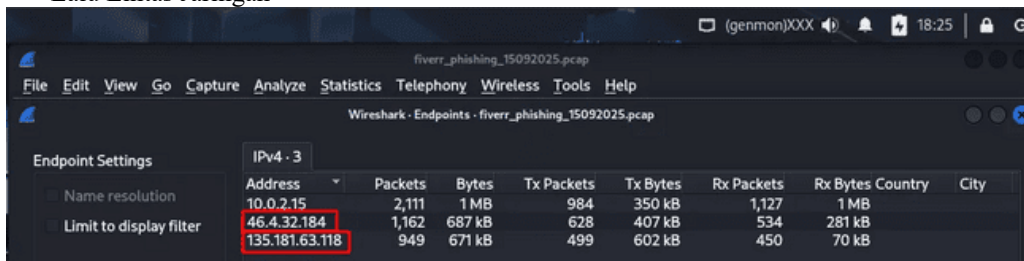 (genmon)XXX 18:25
fiverr_phishing_15092025.pcap
File Edit View Go Capture Analyze Statistics Telephony Wireless Tools Help
Wireshark · Endpoints · fiverr_phishing_15092025.pcap
Endpoint Settings
Name resolution
Limit to display filter
IPv4 · 3
Address Packets Bytes Tx Packets Tx Bytes Rx Packets Rx Bytes Country City
10.0.2.15 2,111 1 MB 984 350 kB 1,127 1 MB
46.4.32.184 1,162 687 kB 628 407 kB 534 281 kB
135.181.63.118 949 671 kB 499 602 kB 450 70 kB